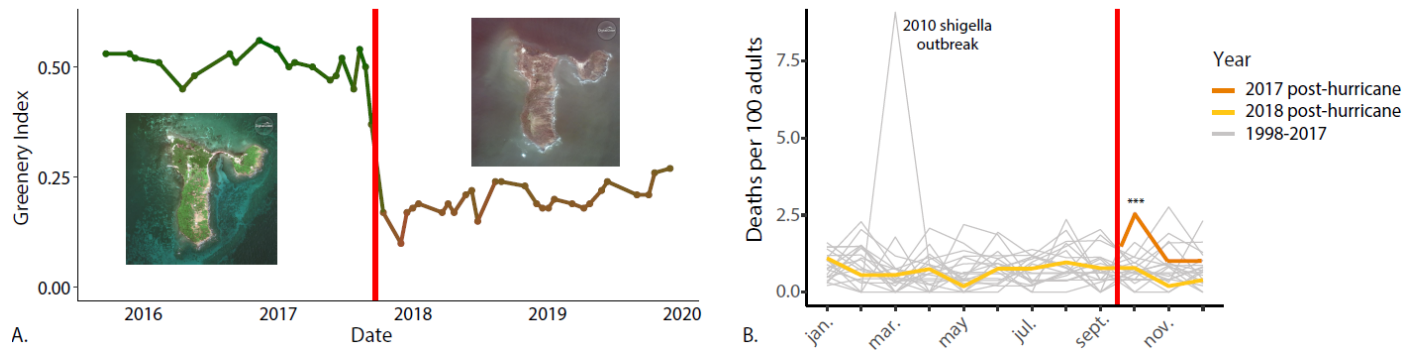 0.50
0.25
0.00
Greenery Index
2016
2017
2018
2019
2020
Date
A.
7.5
5.0
2.5
0.0
Deaths per 100 adults
2010 shigella
outbreak
***
jan.
mar.
may
jul.
sept.
nov.
B.
Year
2017 post-hurricane
2018 post-hurricane
1998-2017